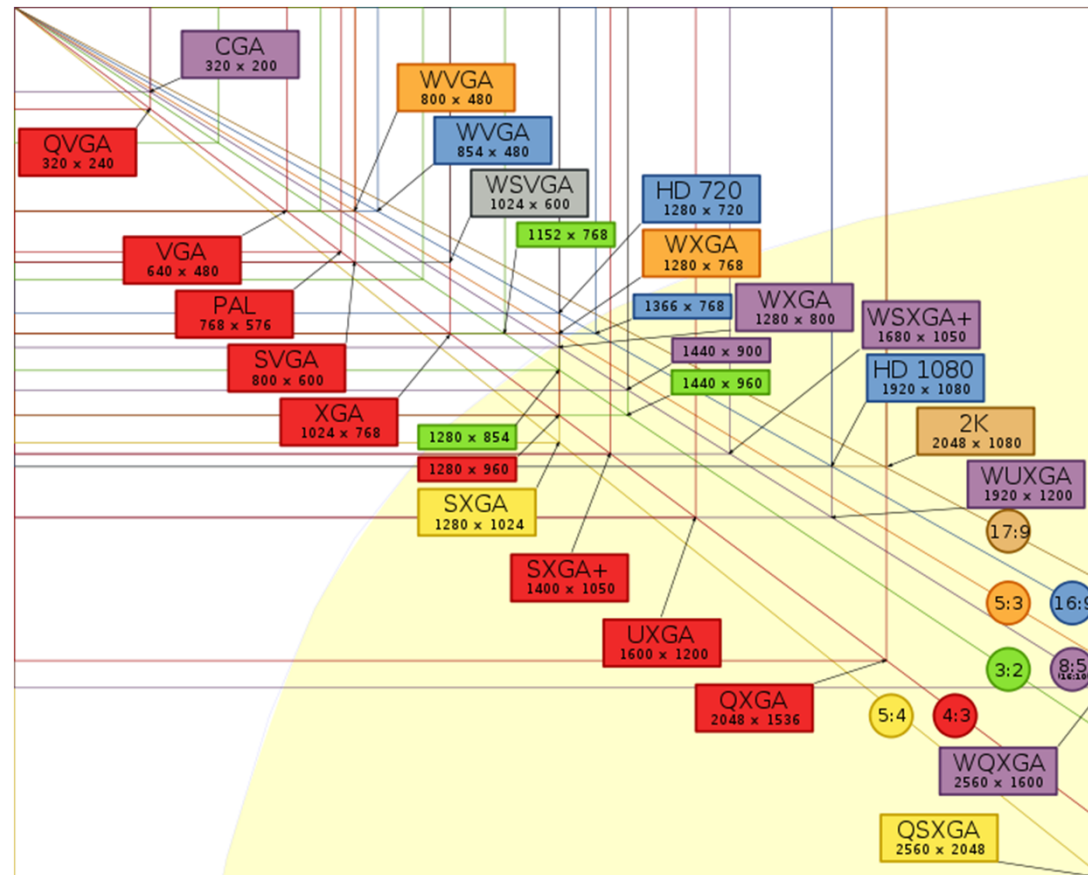 CGA
320 x 200
WVGA
800 x 480
QVGA
320 x 240
WVGA
854 x 480
WSVGA
1024 x 600
HD 720
1280 x 720
1152 x 768
VGA
640 x 480
WXGA
1280 x 768
PAL
768 x 576
1366 x 768
WXGA
1280 x 800
WSXGA+
1680 x 1050
SVGA
800 x 600
1440 x 900
HD 1080
1920 x 1080
1440 x 960
XGA
1024 x 768
2K
2048 x 1080
1280 x 854
1280 x 960
WUXGA
1920 x 1200
SXGA
1280 x 1024
17:9
SXGA+
1400 x 1050
5:3
16:9
UXGA
1600 x 1200
3:2
8:5
(16:10)
QXGA
2048 x 1536
5:4
4:3
WQXGA
2560 x 1600
QSXGA
2560 x 2048